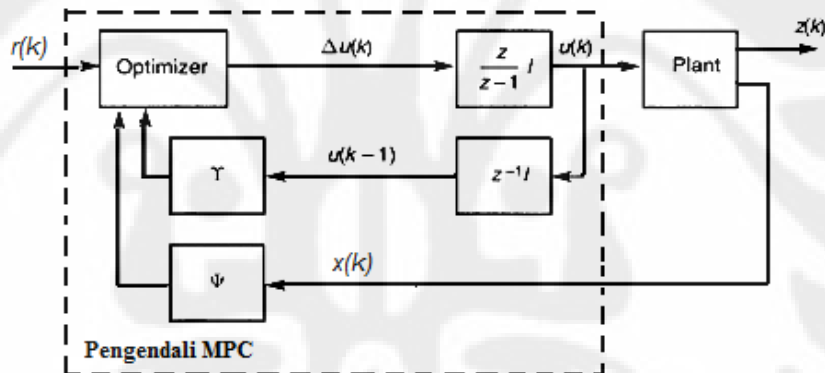 r(k)
Optimizer
Δu(k)
z
z−1 I
u(k)
Plant
z(k)
ϒ
u(k−1)
z⁻¹I
Ψ
x(k)
Pengendali MPC